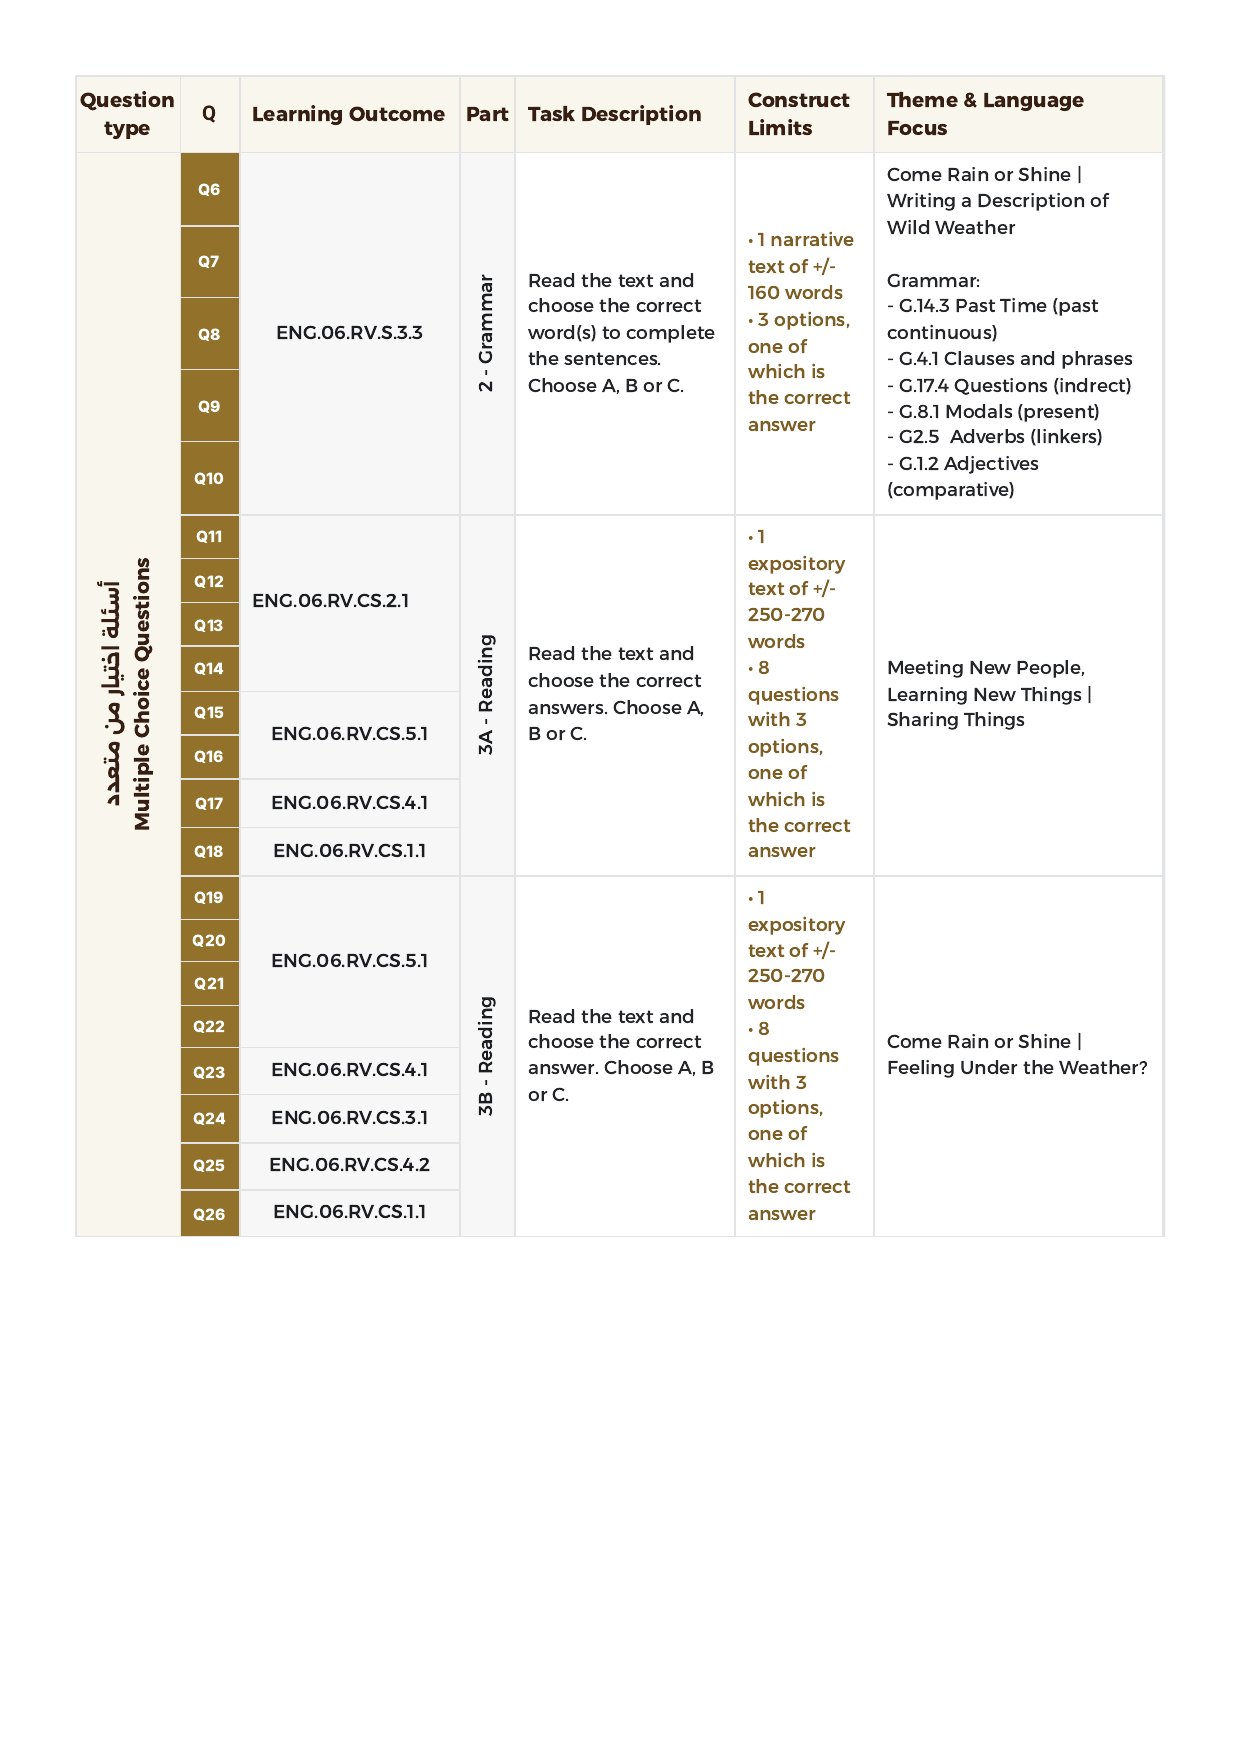 Question
type
Q
Learning Outcome
Part
Task Description
Construct
Limits
Theme & Language
Focus
أسئلة اختيار من متعدد
Multiple Choice Questions
Q6
Q7
Q8
Q9
Q10
ENG.06.RV.S.3.3
2 - Grammar
Read the text and
choose the correct
word(s) to complete
the sentences.
Choose A, B or C.
• 1 narrative
text of +/-
160 words
• 3 options,
one of
which is
the correct
answer
Come Rain or Shine |
Writing a Description of
Wild Weather
Grammar:
- G.14.3 Past Time (past
continuous)
- G.4.1 Clauses and phrases
- G.17.4 Questions (indrect)
- G.8.1 Modals (present)
- G2.5  Adverbs (linkers)
- G.1.2 Adjectives
(comparative)
Q11
Q12
Q13
Q14
ENG.06.RV.CS.2.1
Q15
Q16
ENG.06.RV.CS.5.1
Q17
ENG.06.RV.CS.4.1
Q18
ENG.06.RV.CS.1.1
3A - Reading
Read the text and
choose the correct
answers. Choose A,
B or C.
• 1
expository
text of +/-
250-270
words
• 8
questions
with 3
options,
one of
which is
the correct
answer
Meeting New People,
Learning New Things |
Sharing Things
Q19
Q20
Q21
Q22
ENG.06.RV.CS.5.1
Q23
ENG.06.RV.CS.4.1
Q24
ENG.06.RV.CS.3.1
Q25
ENG.06.RV.CS.4.2
Q26
ENG.06.RV.CS.1.1
3B - Reading
Read the text and
choose the correct
answer. Choose A, B
or C.
• 1
expository
text of +/-
250-270
words
• 8
questions
with 3
options,
one of
which is
the correct
answer
Come Rain or Shine |
Feeling Under the Weather?